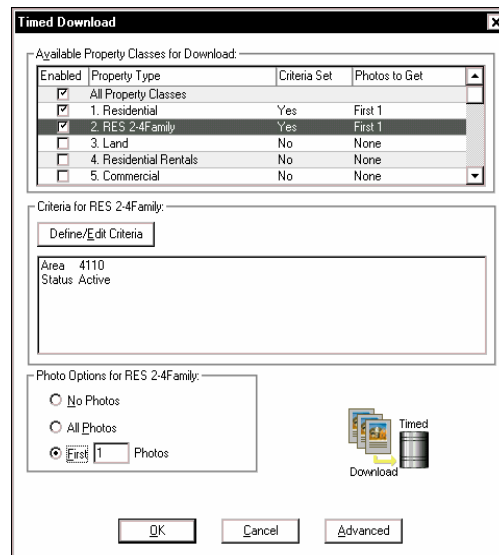 Timed Download
Available Property Classes for Download:
Enabled Property Type Criteria Set Photos to Get
All Property Classes
1. Residential Yes First 1
2. RES 2-4Family Yes First 1
3. Land No None
4. Residential Rentals No None
5. Commercial No None
Criteria for RES 2-4Family:
Define/Edit Criteria
Area 4110
Status Active
Photo Options for RES 2-4Family:
No Photos
All Photos
First 1 Photos
Timed
Download
OK Cancel Advanced